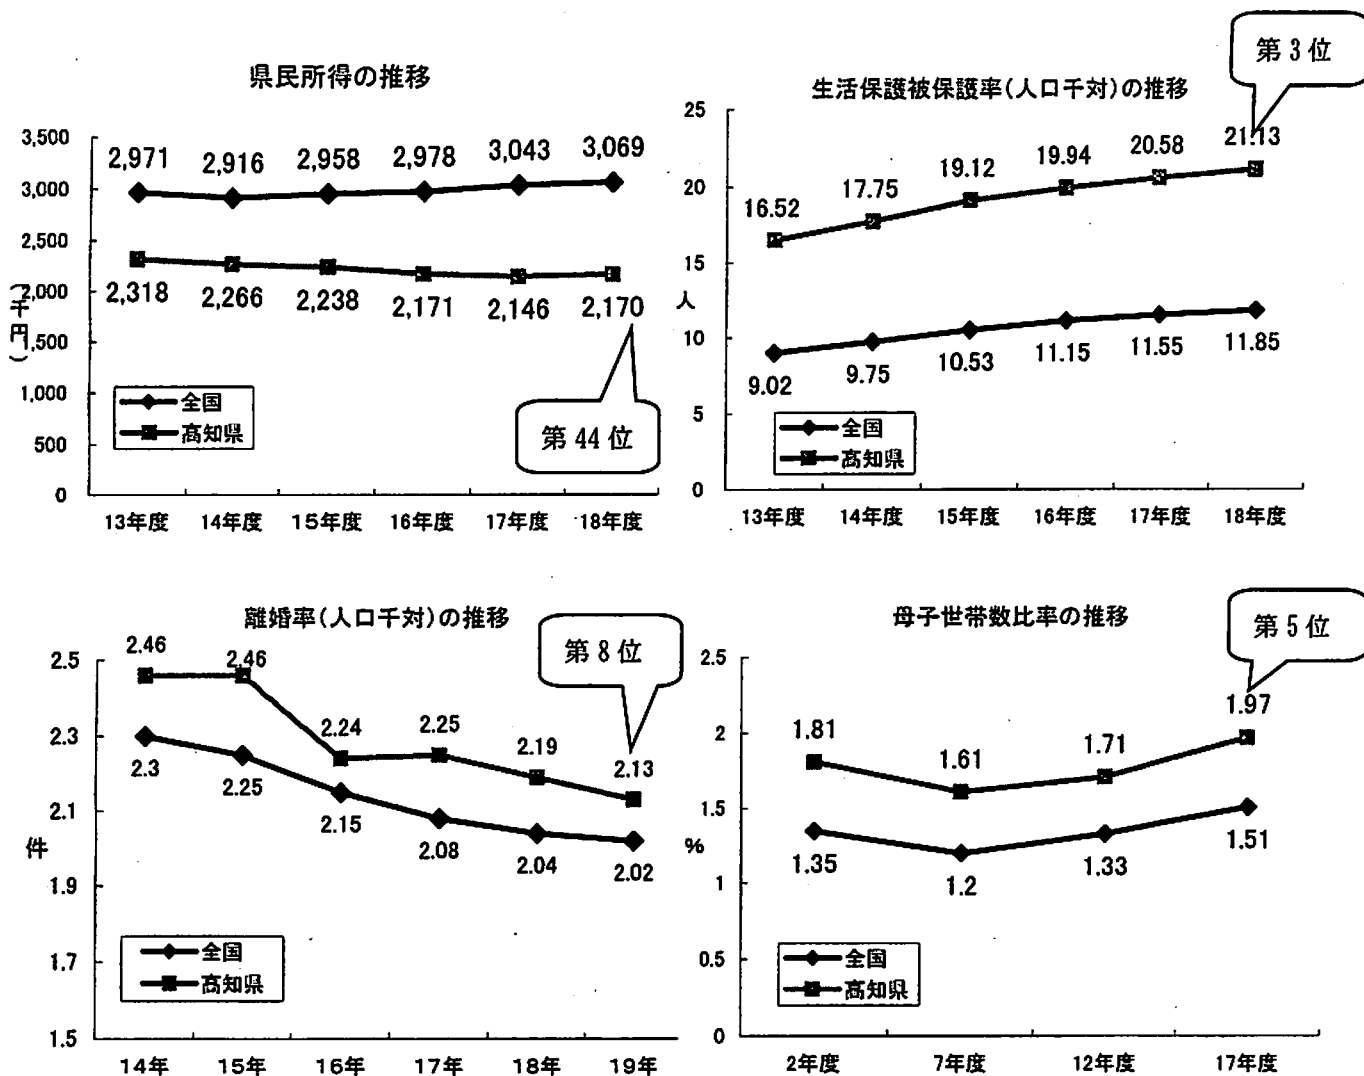 県民所得の推移
3,500
3,000
2,500
2,000
1,500
1,000
500
0
(千円)
2,971
2,916
2,958
2,978
3,043
3,069
2,318
2,266
2,238
2,171
2,146
2,170
第44位
全国
高知県
13年度
14年度
15年度
16年度
17年度
18年度
生活保護被保護率(人口千対)の推移
第3位
25
20
15
10
5
0
人
16.52
17.75
19.12
19.94
20.58
21.13
9.02
9.75
10.53
11.15
11.55
11.85
全国
高知県
13年度
14年度
15年度
16年度
17年度
18年度
離婚率(人口千対)の推移
第8位
2.5
2.3
2.1
1.9
1.7
1.5
件
2.46
2.46
2.24
2.25
2.19
2.13
2.3
2.25
2.15
2.08
2.04
2.02
全国
高知県
14年
15年
16年
17年
18年
19年
母子世帯数比率の推移
第5位
2.5
2
1.5
1
0.5
0
%
1.81
1.61
1.71
1.97
1.35
1.2
1.33
1.51
全国
高知県
2年度
7年度
12年度
17年度